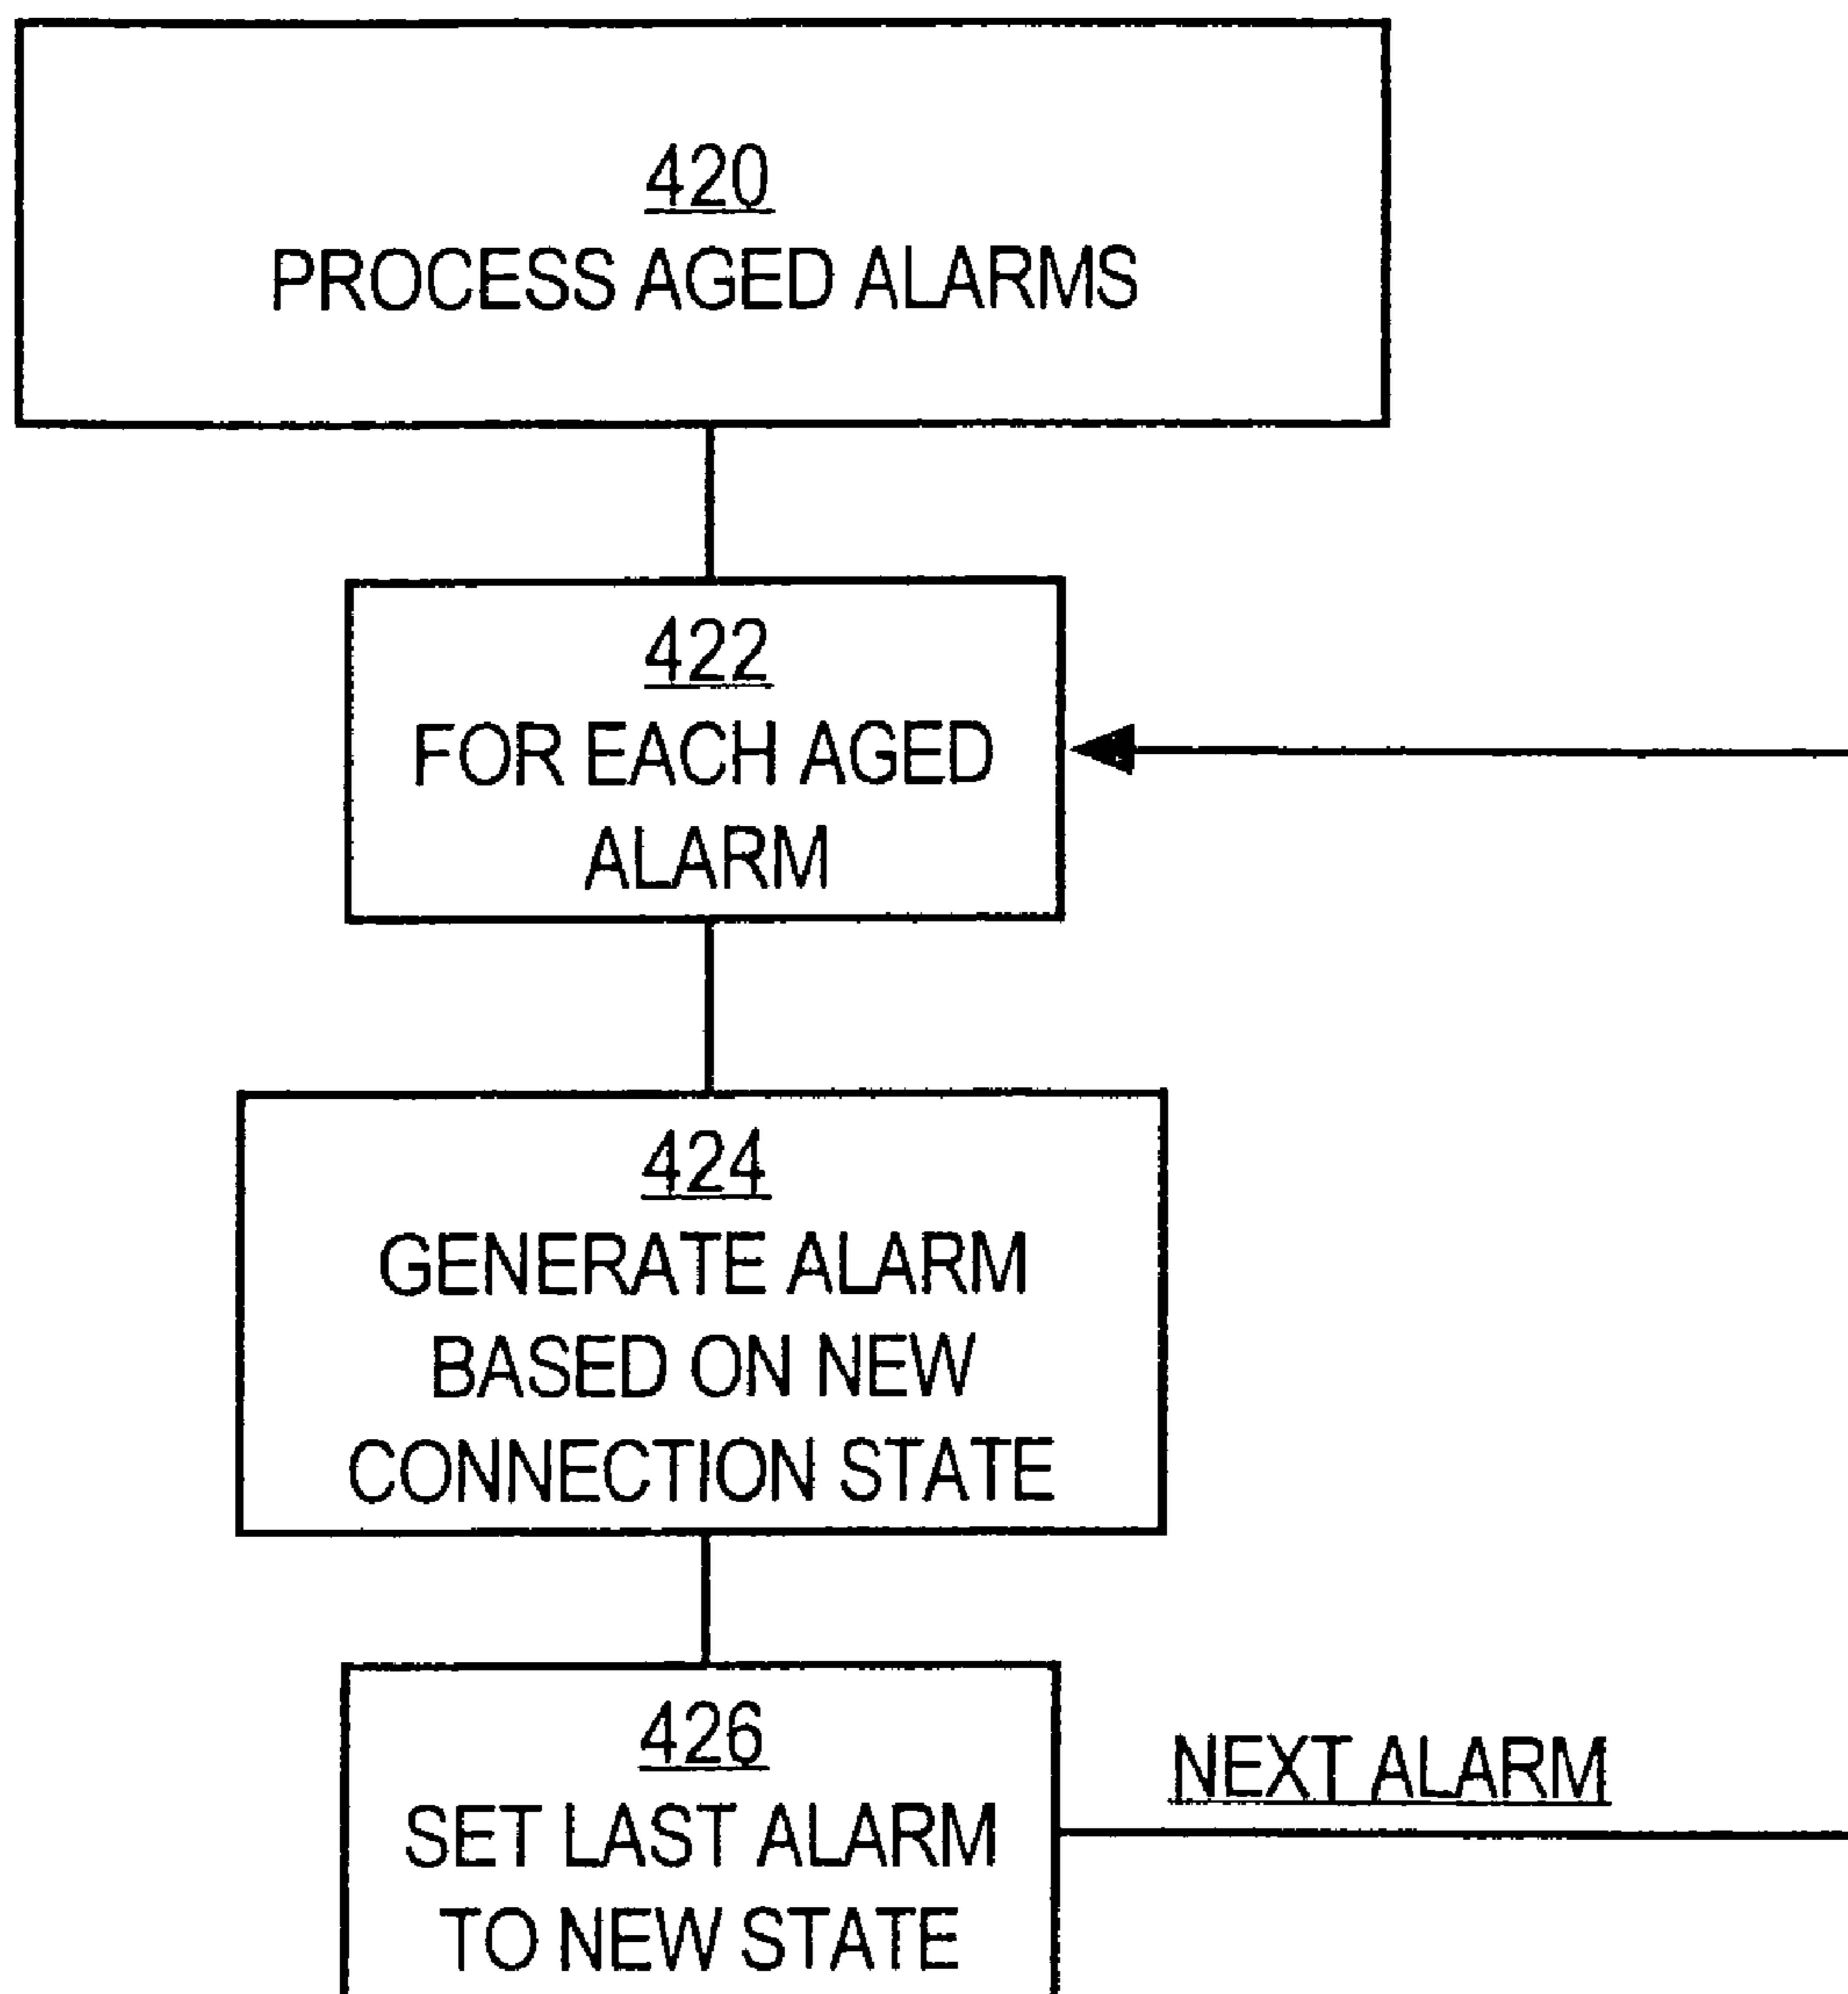 420
PROCESS AGED ALARMS
422
FOR EACH AGED
ALARM
424
GENERATE ALARM
BASED ON NEW
CONNECTION STATE
426
SET LAST ALARM
TO NEW STATE
NEXT ALARM